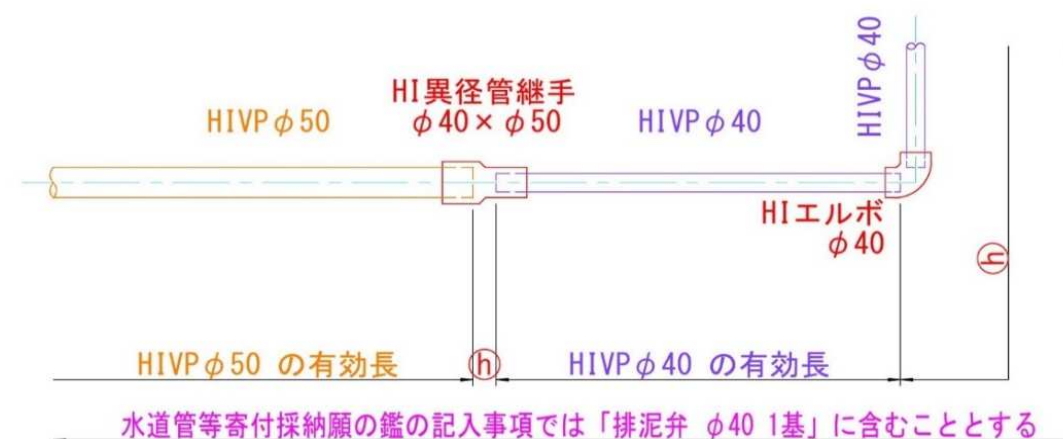 HIVPφ50
HI異径管継手
φ40×φ50
HIVPφ40
HIVPφ40
HIエルボ
φ40
ⓗ
HIVPφ50 の有効長
ⓗ
HIVPφ40 の有効長
水道管等寄付採納願の鑑の記入事項では「排泥弁 φ40 1基」に含むこととする